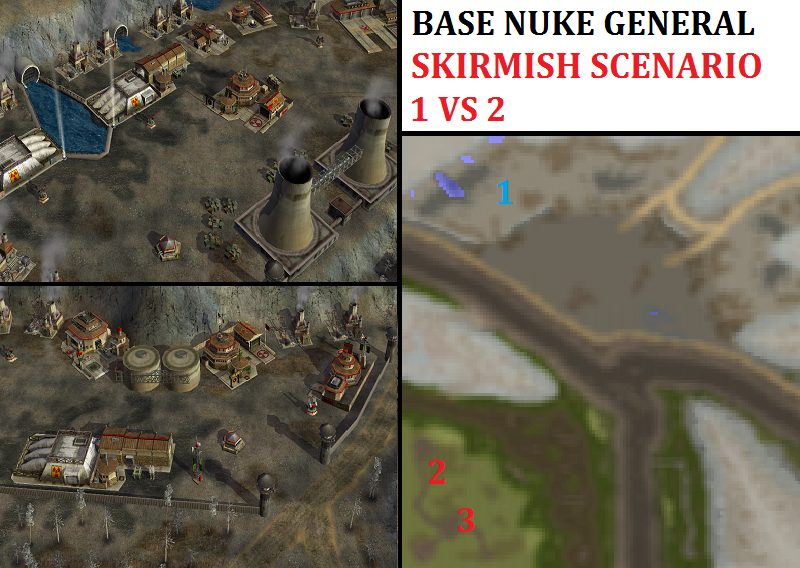 BASE NUKE GENERAL
SKIRMISH SCENARIO
1 VS 2
1
2
3